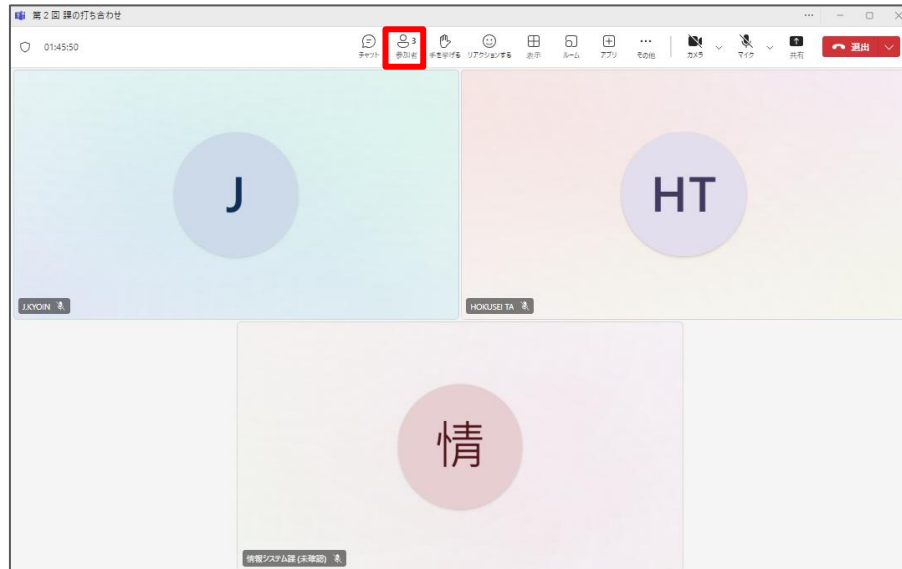 第2回 課の打ち合わせ
01:45:50
チャット
3
参加者
手を挙げる
リアクションする
表示
ルーム
アプリ
その他
カメラ
マイク
共有
退出
J
HT
J.KYOIN
HOKUSEI TA
情
情報システム課 (未確認)